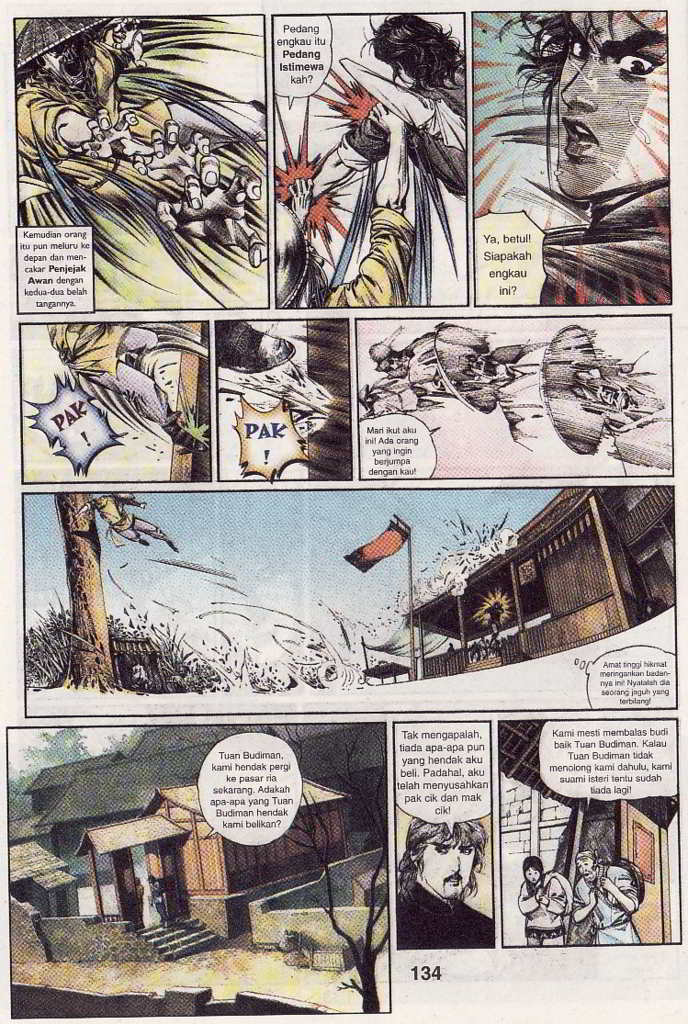 Pedang
engkau itu
Pedang
Istimewa
kah?
Kemudian orang
itu pun meluru ke
depan dan men-
cakar Penjejak
Awan dengan
kedua-dua belah
tangannya.
Ya, betul!
Siapakah
engkau
ini?
PAK
!
PAK
!
Mari ikut aku
ini! Ada orang
yang ingin
berjumpa
dengan kau!
Amat tinggi hikmat
meringankan badan-
nya ini! Nyatalah dia
seorang jaguh yang
terbilang!
Tuan Budiman,
kami hendak pergi
ke pasar ria
sekarang. Adakah
apa-apa yang Tuan
Budiman hendak
kami belikan?
Tak mengapalah,
tiada apa-apa pun
yang hendak aku
beli. Padahal, aku
telah menyusahkan
pak cik dan mak
cik!
Kami mesti membalas budi
baik Tuan Budiman. Kalau
Tuan Budiman tidak
menolong kami dahulu, kami
suami isteri tentu sudah
tiada lagi!
134